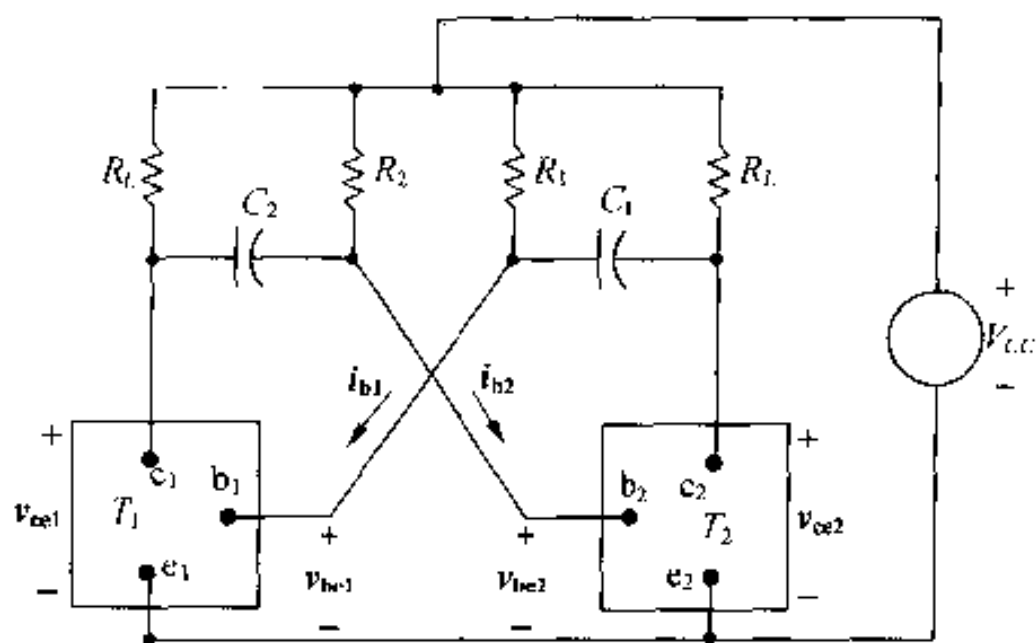 R_L R_2 R_1 R_L
C_2 C_1
+
V_CC
−
i_b1 i_b2
+ +
c_1 b_1 b_2 c_2
v_ce1 T_1 T_2 v_ce2
+ +
e_1 e_2
− v_be1 v_be2 −
− −